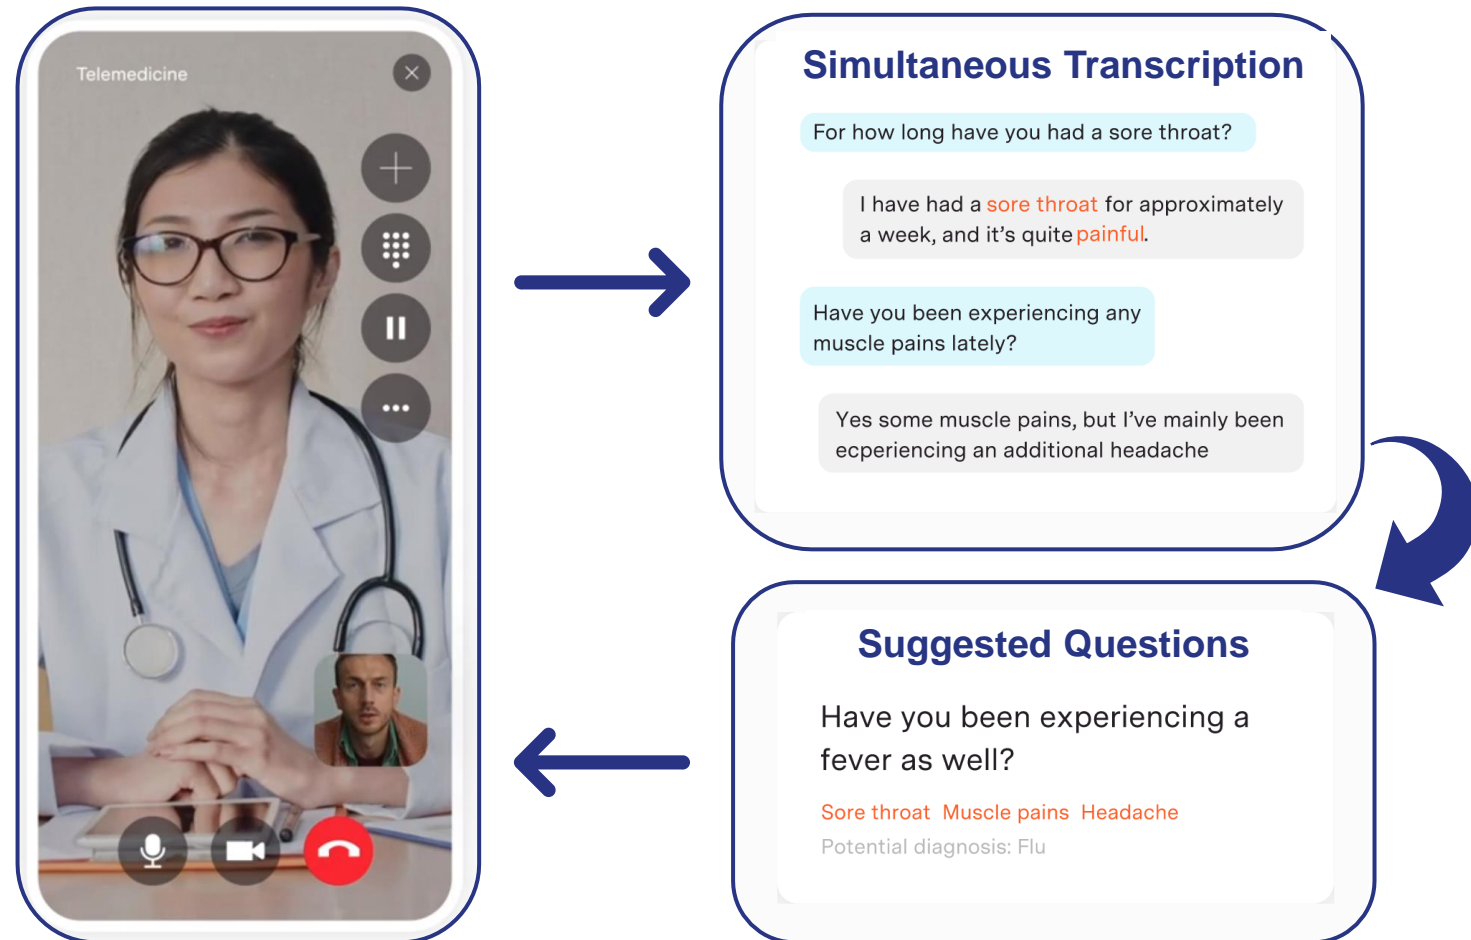 Telemedicine
Simultaneous Transcription
For how long have you had a sore throat?
I have had a sore throat for approximately
a week, and it's quite painful.
Have you been experiencing any
muscle pains lately?
Yes some muscle pains, but I've mainly been
ecperiencing an additional headache
Suggested Questions
Have you been experiencing a
fever as well?
Sore throat Muscle pains Headache
Potential diagnosis: Flu